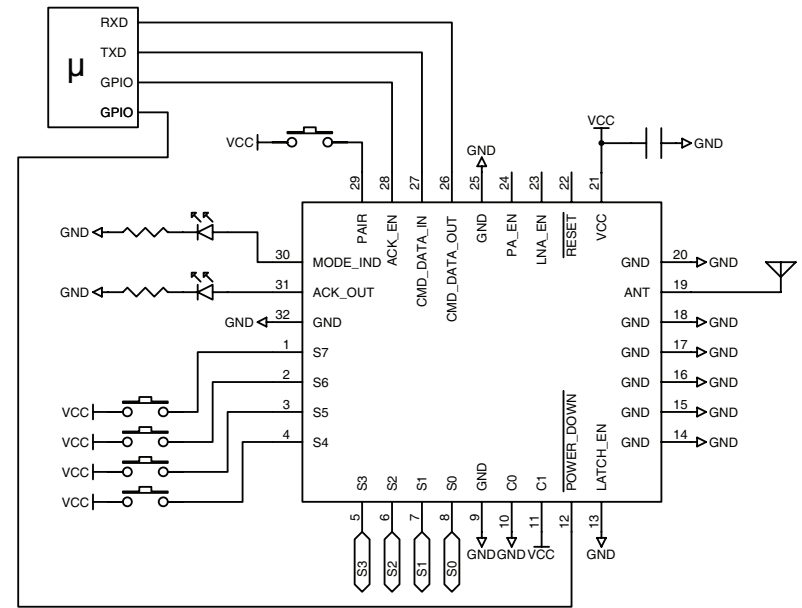 RXD
TXD
µ
GPIO
GPIO
VCC
GND
VCC
GND
29
28
27
26
25
24
23
22
21
PAIR
ACK_EN
CMD_DATA_IN
CMD_DATA_OUT
GND
PA_EN
LNA_EN
RESET
VCC
GND
30
MODE_IND
GND
20
GND
GND
31
ACK_OUT
ANT
19
GND
32
GND
GND
18
GND
1
S7
GND
17
GND
2
S6
GND
16
GND
VCC
3
S5
GND
15
GND
VCC
4
S4
GND
14
GND
VCC
VCC
S3
S2
S1
S0
GND
C0
C1
POWER_DOWN
LATCH_EN
5
6
7
8
9
10
11
12
13
S3
S2
S1
S0
GND
GND
VCC
GND